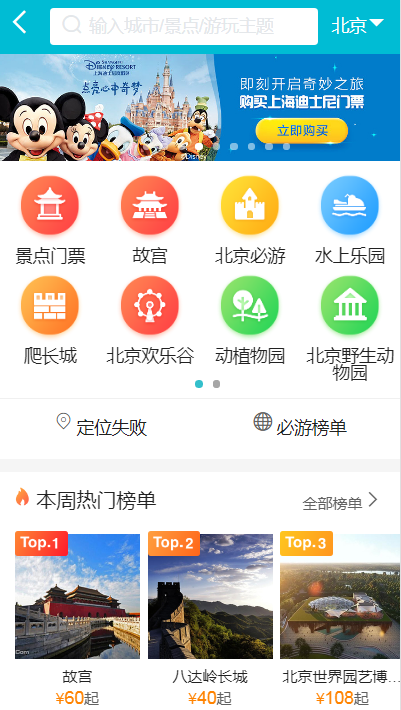 输入城市/景点/游玩主题
北京
SHANGHAI
DISNEY RESORT
上海迪士尼度假区
点亮心中奇梦
即刻开启奇妙之旅
购买上海迪士尼门票
立即购买
©Disney
景点门票
故宫
北京必游
水上乐园
爬长城
北京欢乐谷
动植物园
北京野生动
物园
定位失败
必游榜单
本周热门榜单
全部榜单
Top.1
Top.2
Top.3
故宫
八达岭长城
北京世界园艺博...
¥60起
¥40起
¥108起